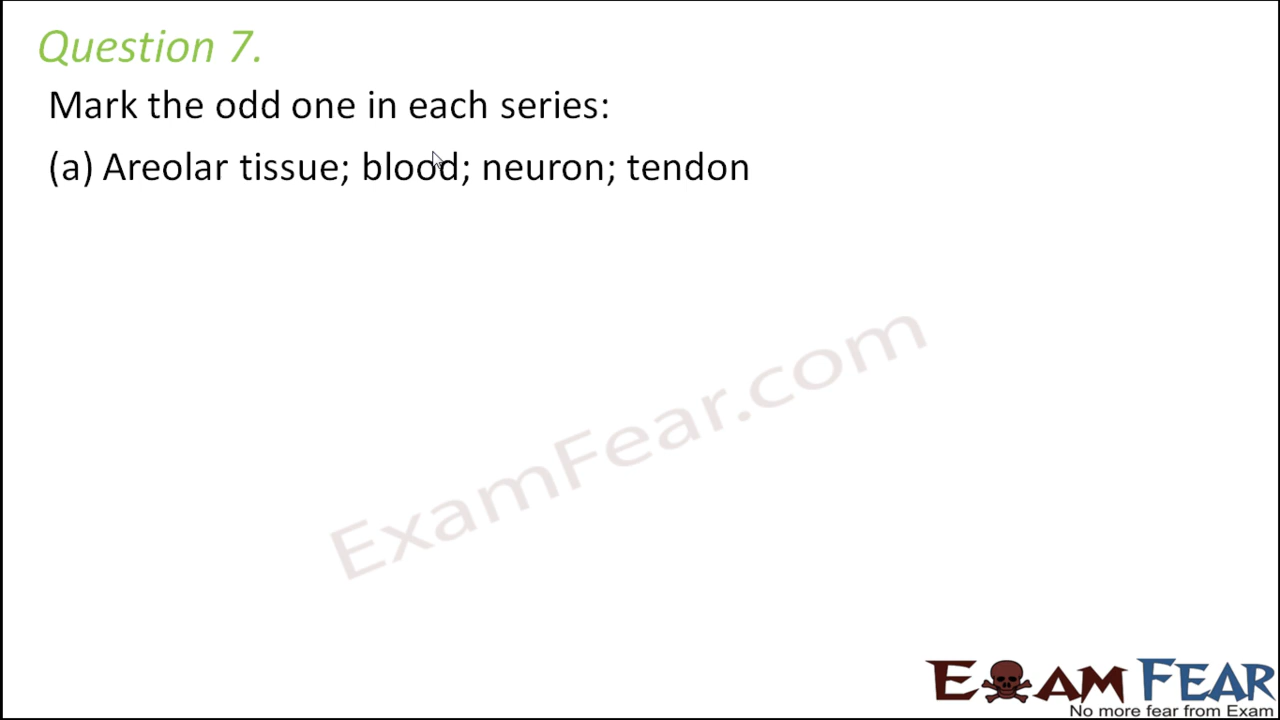 Question 7.
Mark the odd one in each series:
(a) Areolar tissue; blood; neuron; tendon
ExamFear.com
EXAM FEAR
No more fear from Exam